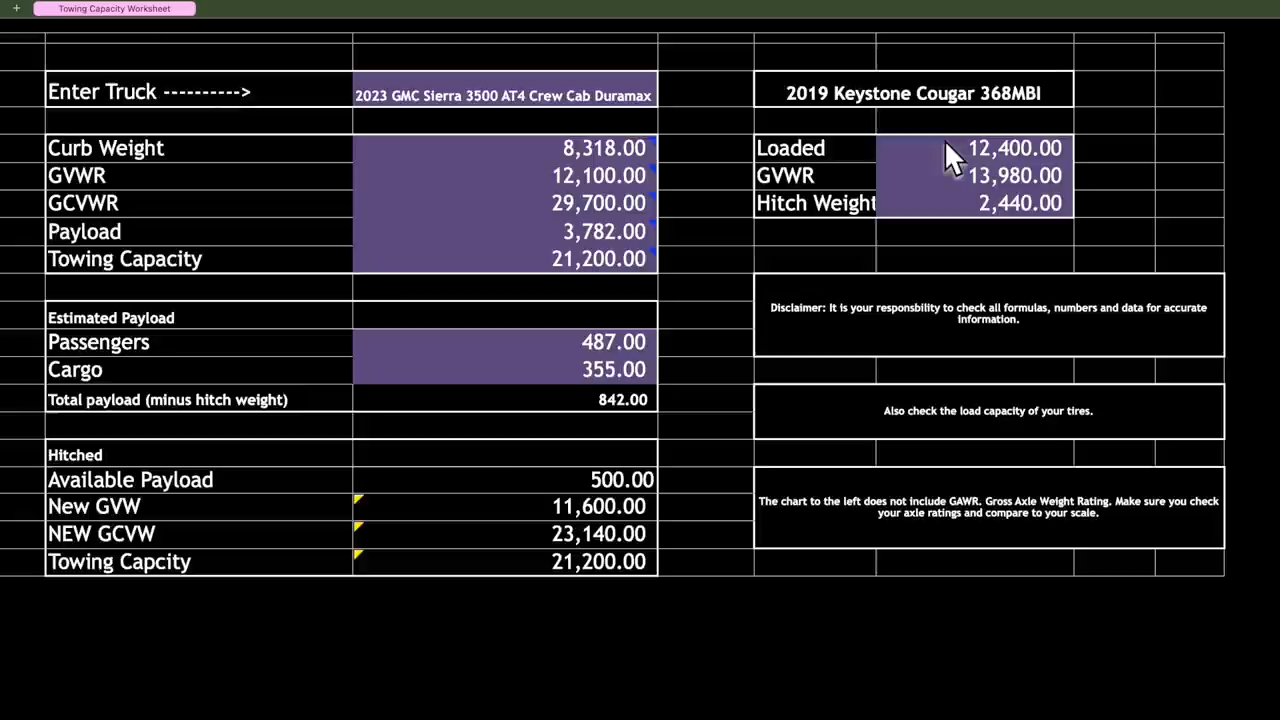 + Towing Capacity Worksheet
Enter Truck ----------> 2023 GMC Sierra 3500 AT4 Crew Cab Duramax
2019 Keystone Cougar 368MBI
Curb Weight 8,318.00
GVWR 12,100.00
GCVWR 29,700.00
Payload 3,782.00
Towing Capacity 21,200.00
Loaded 12,400.00
GVWR 13,980.00
Hitch Weight 2,440.00
Estimated Payload
Passengers 487.00
Cargo 355.00
Total payload (minus hitch weight) 842.00
Hitched
Available Payload 500.00
New GVW 11,600.00
NEW GCVW 23,140.00
Towing Capcity 21,200.00
Disclaimer: It is your responsbility to check all formulas, numbers and data for accurate
information.
Also check the load capacity of your tires.
The chart to the left does not include GAWR. Gross Axle Weight Rating. Make sure you check
your axle ratings and compare to your scale.